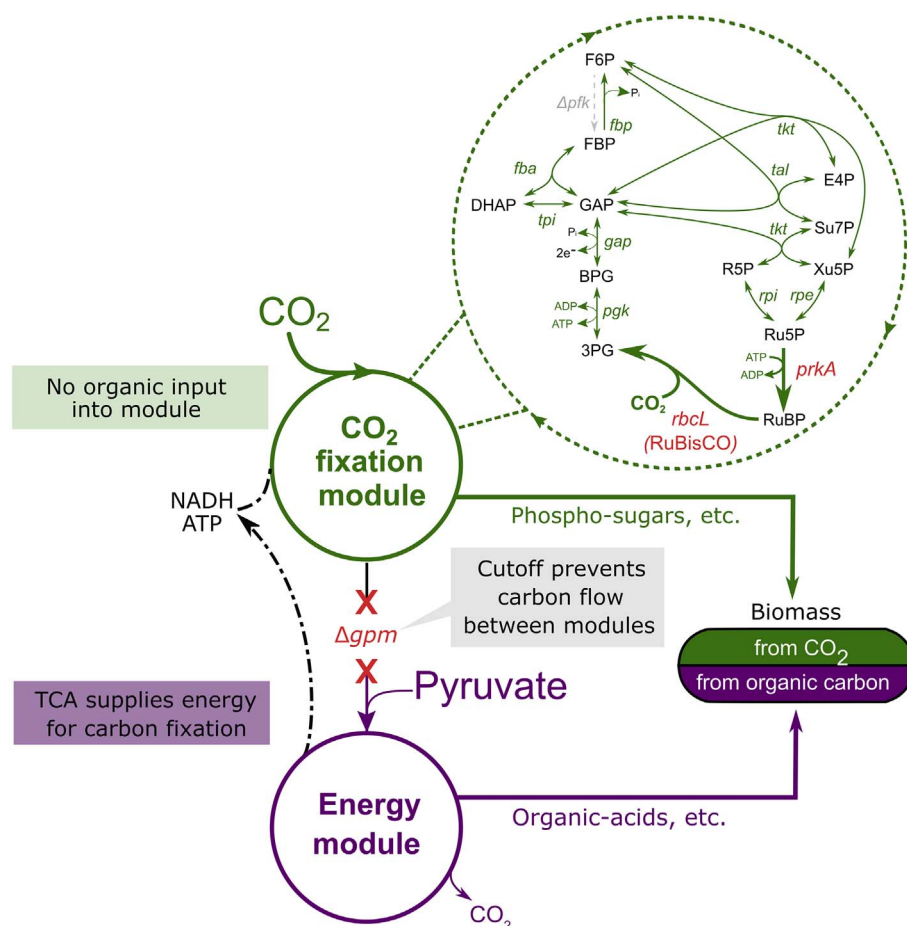 F6P
Δpfk
Pᵢ
fbp
FBP
tkt
fba
tal
E4P
DHAP
GAP
tpi
Su7P
Pᵢ
gap
tkt
2e⁻
R5P
Xu5P
BPG
rpi
rpe
ADP
pgk
ATP
Ru5P
3PG
ATP
prkA
ADP
CO₂
rbcL
RuBP
(RuBisCO)
CO₂
No organic input
into module
CO₂
fixation
module
NADH
ATP
Phospho-sugars, etc.
Cutoff prevents
carbon flow
between modules
X
Δgpm
X
Biomass
from CO₂
from organic carbon
Pyruvate
TCA supplies energy
for carbon fixation
Energy
module
Organic-acids, etc.
CO₂